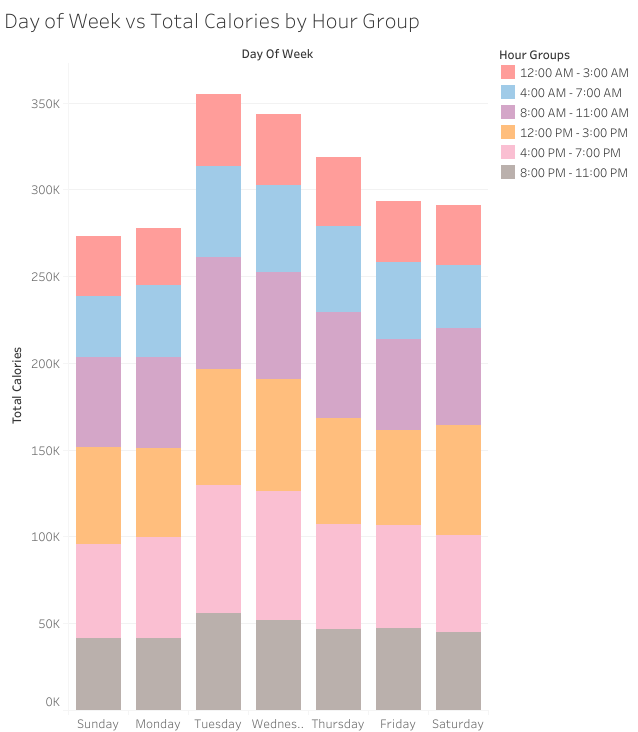 Day of Week vs Total Calories by Hour Group
Day Of Week
Hour Groups
12:00 AM - 3:00 AM
4:00 AM - 7:00 AM
8:00 AM - 11:00 AM
12:00 PM - 3:00 PM
4:00 PM - 7:00 PM
8:00 PM - 11:00 PM
Total Calories
350K
300K
250K
200K
150K
100K
50K
0K
Sunday
Monday
Tuesday
Wednes..
Thursday
Friday
Saturday